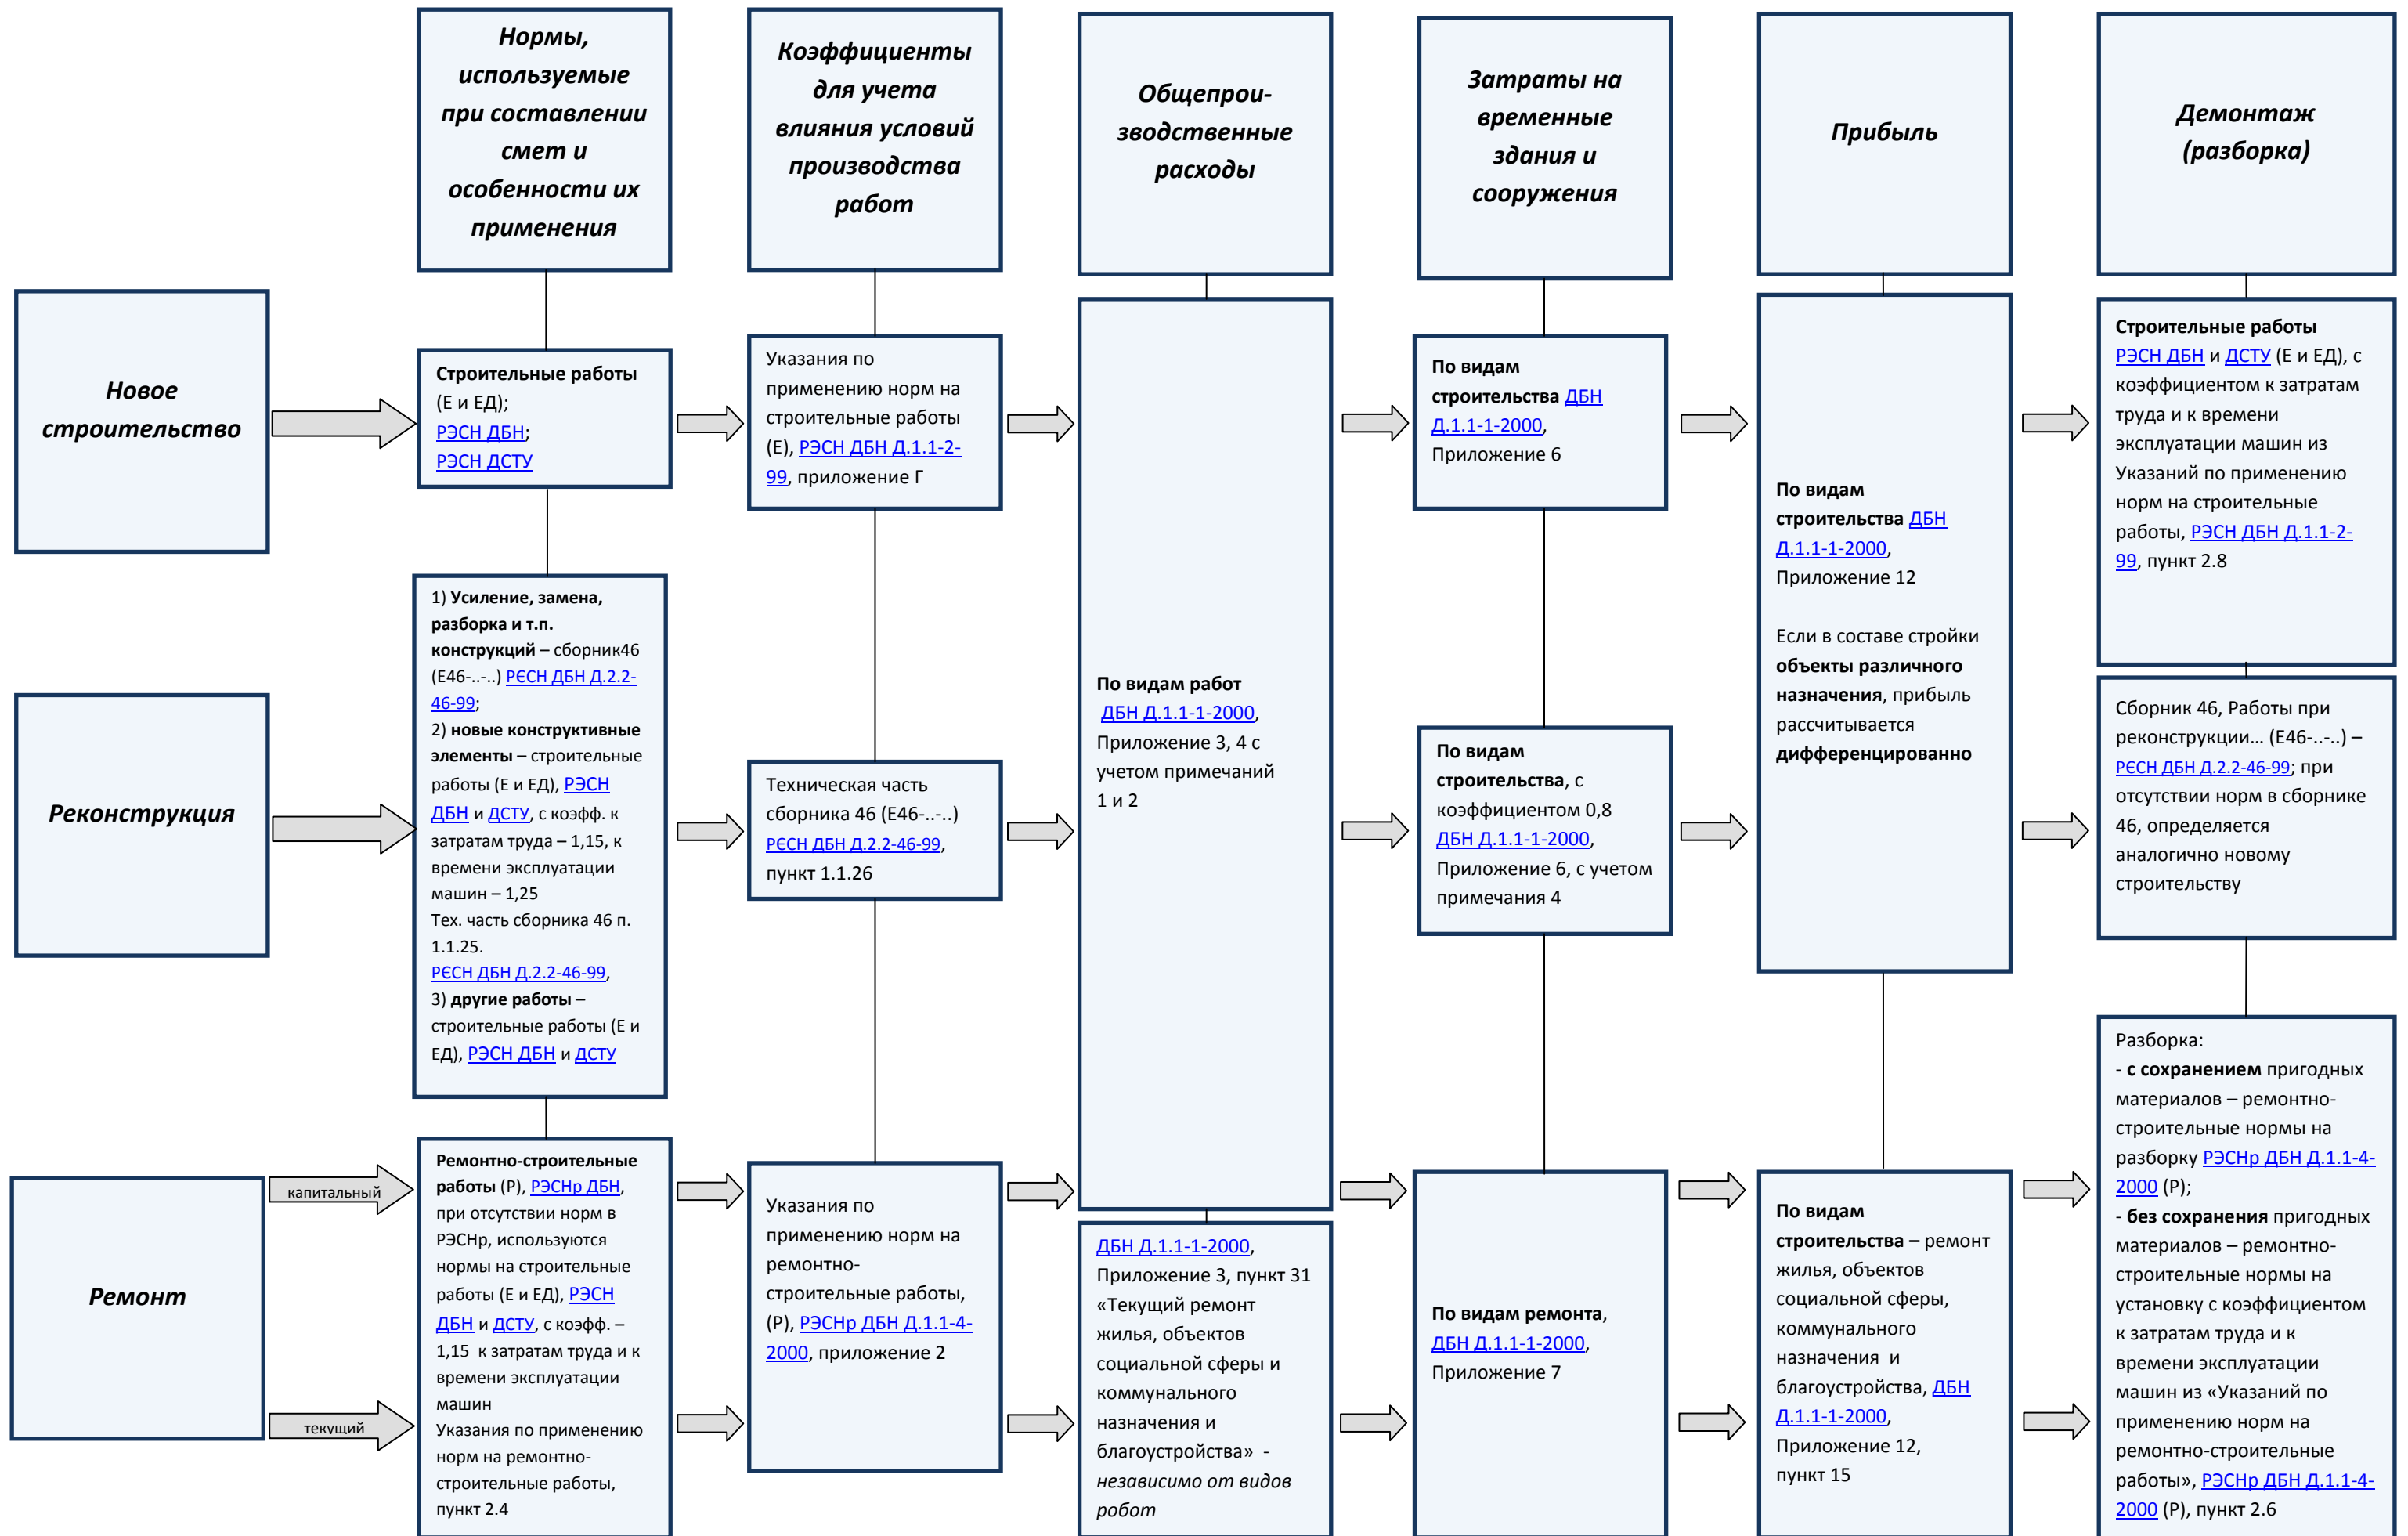 Нормы,
используемые
при составлении
смет и
особенности их
применения
Коэффициенты
для учета
влияния условий
производства
работ
Общепрои-
зводственные
расходы
Затраты на
временные
здания и
сооружения
Прибыль
Демонтаж
(разборка)
Новое
строительство
Строительные работы
(Е и ЕД);
РЭСН ДБН;
РЭСН ДСТУ
Указания по
применению норм на
строительные работы
(Е), РЭСН ДБН Д.1.1-2-
99, приложение Г
По видам работ
ДБН Д.1.1-1-2000,
Приложение 3, 4 с
учетом примечаний
1 и 2
По видам
строительства ДБН
Д.1.1-1-2000,
Приложение 6
По видам
строительства ДБН
Д.1.1-1-2000,
Приложение 12
Если в составе стройки
объекты различного
назначения, прибыль
рассчитывается
дифференцированно
Строительные работы
РЭСН ДБН и ДСТУ (Е и ЕД), с
коэффициентом к затратам
труда и к времени
эксплуатации машин из
Указаний по применению
норм на строительные
работы, РЭСН ДБН Д.1.1-2-
99, пункт 2.8
Реконструкция
1) Усиление, замена,
разборка и т.п.
конструкций – сборник46
(Е46-..-..) РЄСН ДБН Д.2.2-
46-99;
2) новые конструктивные
элементы – строительные
работы (Е и ЕД), РЭСН
ДБН и ДСТУ, с коэфф. к
затратам труда – 1,15, к
времени эксплуатации
машин – 1,25
Тех. часть сборника 46 п.
1.1.25.
РЄСН ДБН Д.2.2-46-99,
3) другие работы –
строительные работы (Е и
ЕД), РЭСН ДБН и ДСТУ
Техническая часть
сборника 46 (Е46-..-..)
РЄСН ДБН Д.2.2-46-99,
пункт 1.1.26
По видам
строительства, с
коэффициентом 0,8
ДБН Д.1.1-1-2000,
Приложение 6, с учетом
примечания 4
Сборник 46, Работы при
реконструкции... (Е46-..-..) –
РЄСН ДБН Д.2.2-46-99; при
отсутствии норм в сборнике
46, определяется
аналогично новому
строительству
Ремонт
капитальный
текущий
Ремонтно-строительные
работы (Р), РЭСНр ДБН,
при отсутствии норм в
РЭСНр, используются
нормы на строительные
работы (Е и ЕД), РЭСН
ДБН и ДСТУ, с коэфф. –
1,15 к затратам труда и к
времени эксплуатации
машин
Указания по применению
норм на ремонтно-
строительные работы,
пункт 2.4
Указания по
применению норм на
ремонтно-
строительные работы,
(Р), РЭСНр ДБН Д.1.1-4-
2000, приложение 2
ДБН Д.1.1-1-2000,
Приложение 3, пункт 31
«Текущий ремонт
жилья, объектов
социальной сферы и
коммунального
назначения и
благоустройства» -
независимо от видов
робот
По видам ремонта,
ДБН Д.1.1-1-2000,
Приложение 7
По видам
строительства – ремонт
жилья, объектов
социальной сферы,
коммунального
назначения и
благоустройства, ДБН
Д.1.1-1-2000,
Приложение 12,
пункт 15
Разборка:
- с сохранением пригодных
материалов – ремонтно-
строительные нормы на
разборку РЭСНр ДБН Д.1.1-4-
2000 (Р);
- без сохранения пригодных
материалов – ремонтно-
строительные нормы на
установку с коэффициентом
к затратам труда и к
времени эксплуатации
машин из «Указаний по
применению норм на
ремонтно-строительные
работы», РЭСНр ДБН Д.1.1-4-
2000 (Р), пункт 2.6